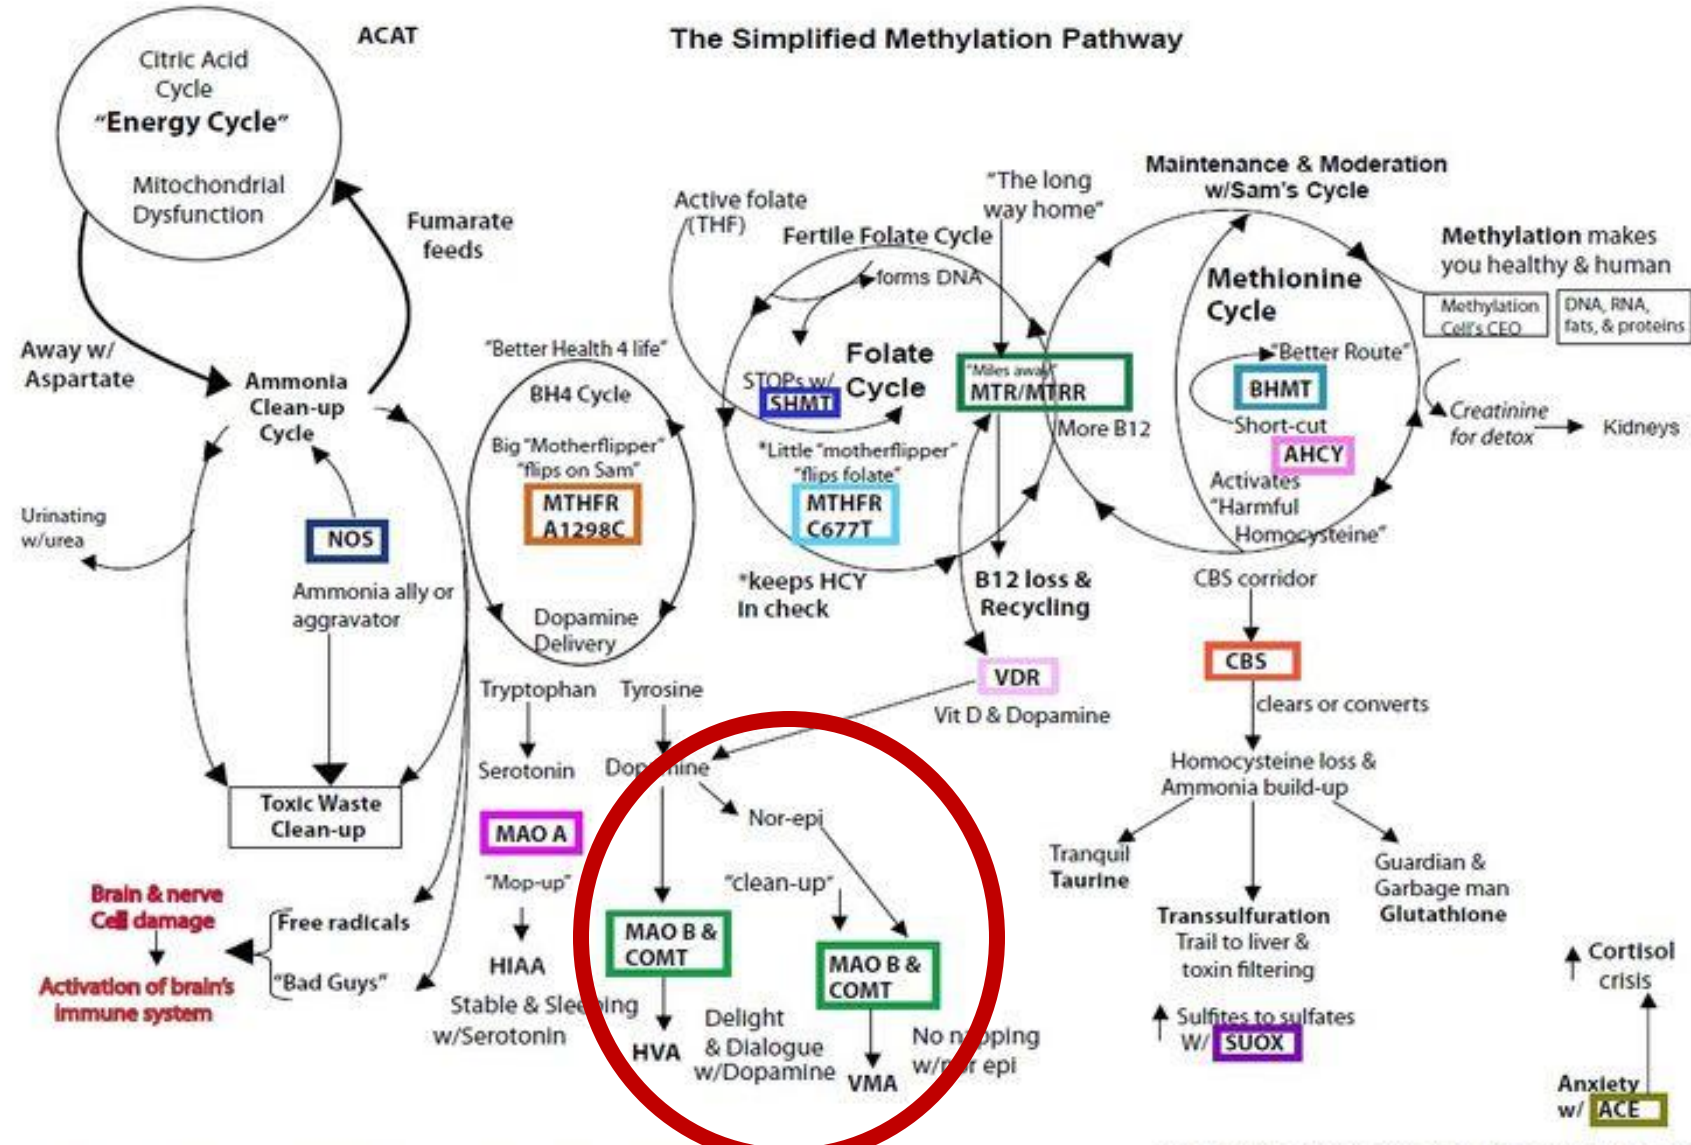 The Simplified Methylation Pathway
ACAT
Citric Acid
Cycle
"Energy Cycle"
Mitochondrial
Dysfunction
Fumarate
feeds
Away w/
Aspartate
Ammonia
Clean-up
Cycle
Urinating
w/urea
NOS
Ammonia ally or
aggravator
Toxic Waste
Clean-up
Brain & nerve
Cell damage
Activation of brain's
immune system
Free radicals
"Bad Guys"
"Better Health 4 life"
BH4 Cycle
Big "Motherflipper"
"flips on Sam"
MTHFR
A1298C
Dopamine
Delivery
Tryptophan
Serotonin
MAO A
"Mop-up"
HIAA
Stable & Sleeping
w/Serotonin
Tyrosine
Dopamine
Nor-epi
"clean-up"
MAO B &
COMT
HVA
Delight
& Dialogue
w/Dopamine
MAO B &
COMT
VMA
No napping
w/nor epi
Active folate
(THF)
Fertile Folate Cycle
forms DNA
"The long
way home"
STOPs w/
SHMT
Folate
Cycle
*Little "motherflipper"
"flips folate"
MTHFR
C677T
*keeps HCY
In check
"Miles away"
MTR/MTRR
More B12
B12 loss &
Recycling
VDR
Vit D & Dopamine
Maintenance & Moderation
w/Sam's Cycle
Methionine
Cycle
"Better Route"
BHMT
Short-cut
AHCY
Activates
"Harmful
Homocysteine"
Methylation makes
you healthy & human
Methylation
Cell's CEO
DNA, RNA,
fats, & proteins
Creatinine
for detox
Kidneys
CBS corridor
CBS
clears or converts
Homocysteine loss &
Ammonia build-up
Tranquil
Taurine
Transsulfuration
Trail to liver &
toxin filtering
Sulfites to sulfates
W/ SUOX
Guardian &
Garbage man
Glutathione
Cortisol
crisis
Anxiety
w/ ACE